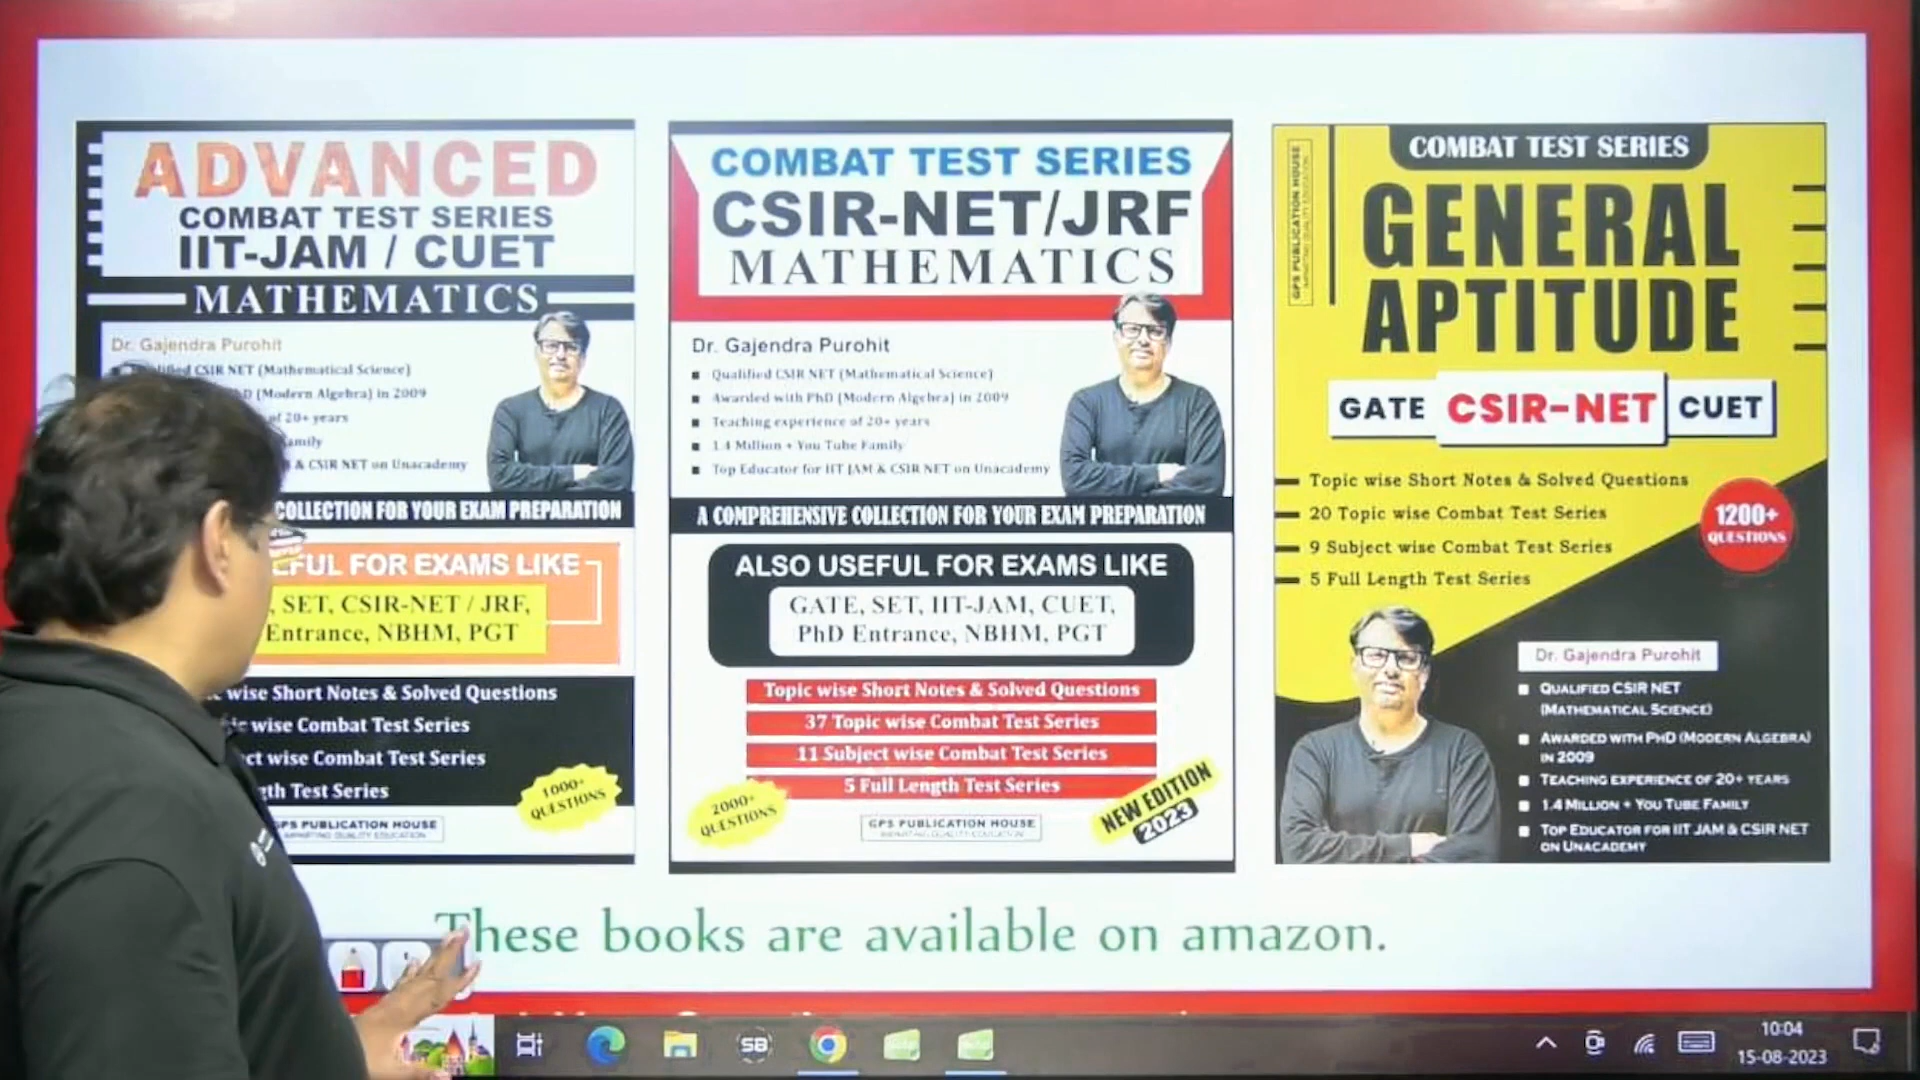 ADVANCED
COMBAT TEST SERIES
IIT-JAM / CUET
MATHEMATICS
Dr. Gajendra Purohit
CSIR NET (Mathematical Science)
(Modern Algebra) in 2009
of 20+ years
& CSIR NET on Unacademy
COLLECTION FOR YOUR EXAM PREPARATION
FOR EXAMS LIKE
, SET, CSIR-NET / JRF,
Entrance, NBHM, PGT
wise Short Notes & Solved Questions
wise Combat Test Series
wise Combat Test Series
Test Series
1000+
QUESTIONS
GPS PUBLICATION HOUSE
IMPARTING QUALITY EDUCATION
COMBAT TEST SERIES
CSIR-NET/JRF
MATHEMATICS
Dr. Gajendra Purohit
Qualified CSIR NET (Mathematical Science)
Awarded with PhD (Modern Algebra) in 2009
Teaching experience of 20+ years
1.4 Million + You Tube Family
Top Educator for IIT JAM & CSIR NET on Unacademy
A COMPREHENSIVE COLLECTION FOR YOUR EXAM PREPARATION
ALSO USEFUL FOR EXAMS LIKE
GATE, SET, IIT-JAM, CUET,
PhD Entrance, NBHM, PGT
Topic wise Short Notes & Solved Questions
37 Topic wise Combat Test Series
11 Subject wise Combat Test Series
5 Full Length Test Series
2000+
QUESTIONS
NEW EDITION
2023
GPS PUBLICATION HOUSE
IMPARTING QUALITY EDUCATION
GPS PUBLICATION HOUSE
IMPARTING QUALITY EDUCATION
COMBAT TEST SERIES
GENERAL
APTITUDE
GATE CSIR-NET CUET
Topic wise Short Notes & Solved Questions
20 Topic wise Combat Test Series
9 Subject wise Combat Test Series
5 Full Length Test Series
1200+
QUESTIONS
Dr. Gajendra Purohit
QUALIFIED CSIR NET
(MATHEMATICAL SCIENCE)
AWARDED WITH PHD (MODERN ALGEBRA)
IN 2009
TEACHING EXPERIENCE OF 20+ YEARS
1.4 MILLION + YOU TUBE FAMILY
TOP EDUCATOR FOR IIT JAM & CSIR NET
ON UNACADEMY
These books are available on amazon.
SB
10:04
15-08-2023